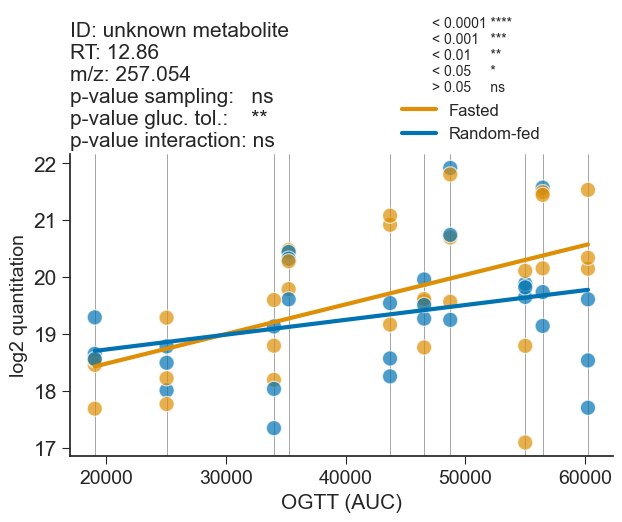 ID: unknown metabolite
RT: 12.86
m/z: 257.054
p-value sampling: ns
p-value gluc. tol.: **
p-value interaction: ns
< 0.0001 ****
< 0.001 ***
< 0.01 **
< 0.05 *
> 0.05 ns
Fasted
Random-fed
22
21
20
19
18
17
log2 quantitation
20000 30000 40000 50000 60000
OGTT (AUC)